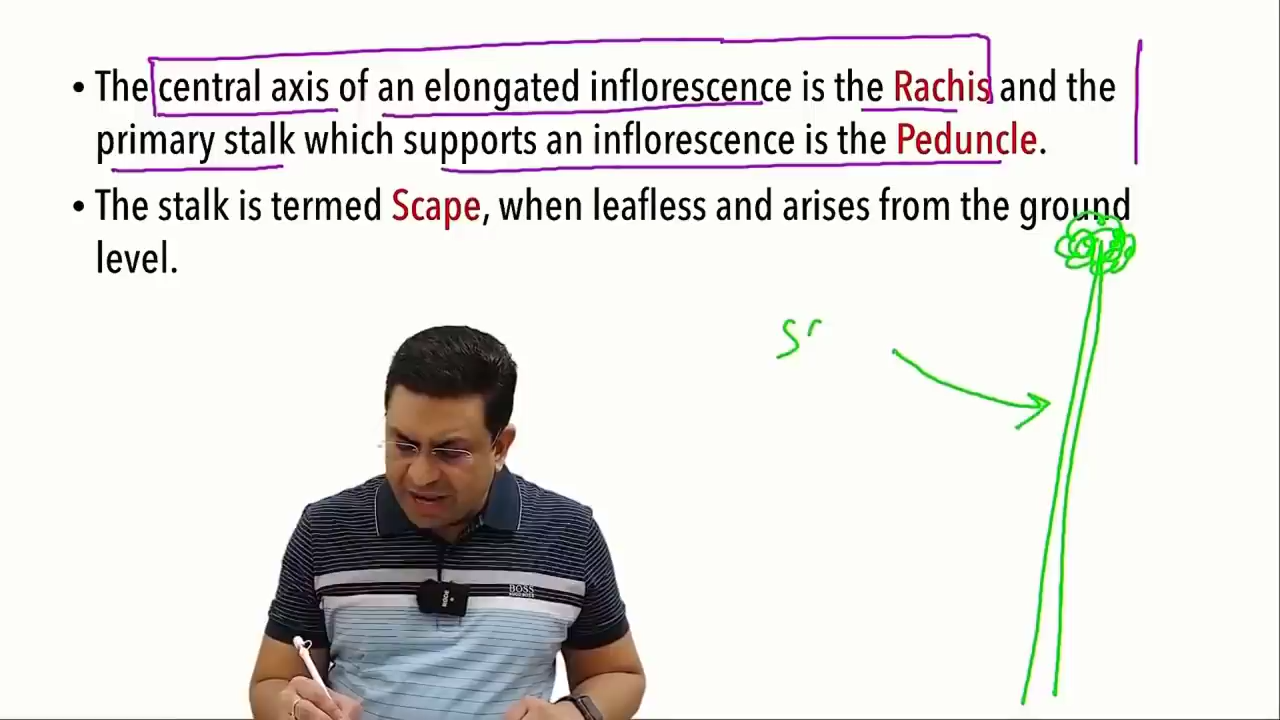 • The central axis of an elongated inflorescence is the Rachis and the
primary stalk which supports an inflorescence is the Peduncle.
• The stalk is termed Scape, when leafless and arises from the ground
level.
BOSS